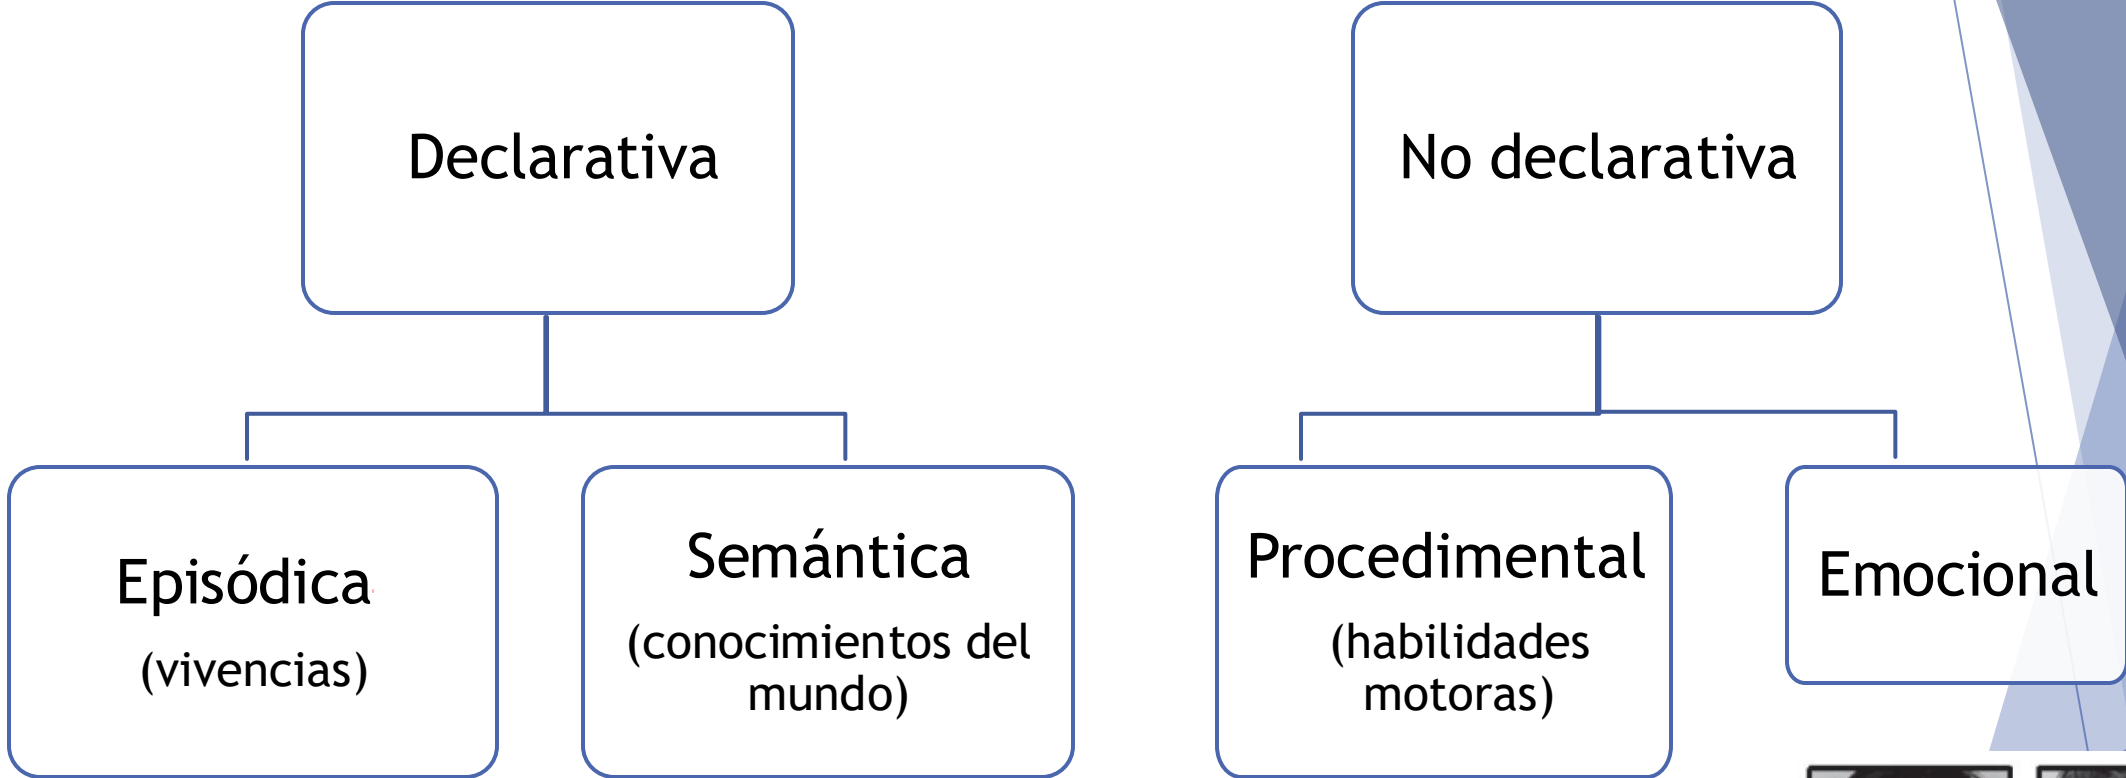 Declarativa
No declarativa
Episódica
(vivencias)
Semántica
(conocimientos del
mundo)
Procedimental
(habilidades
motoras)
Emocional